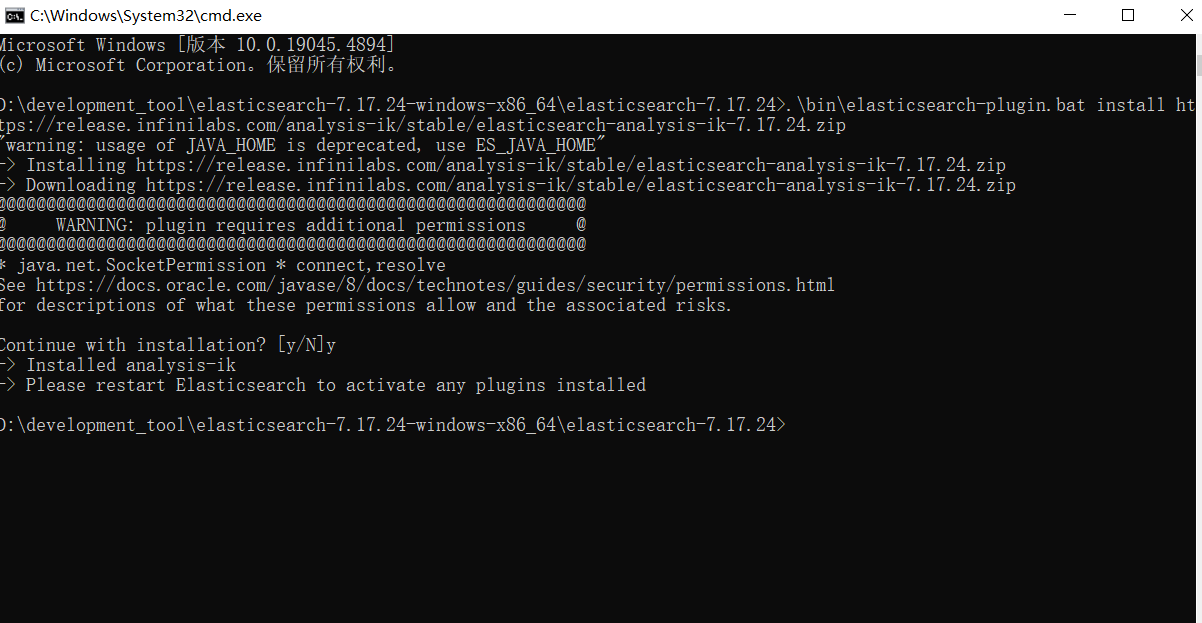 C:\Windows\System32\cmd.exe
Microsoft Windows [版本 10.0.19045.4894]
(c) Microsoft Corporation。保留所有权利。
D:\development_tool\elasticsearch-7.17.24-windows-x86_64\elasticsearch-7.17.24>.\bin\elasticsearch-plugin.bat install ht
tps://release.infinilabs.com/analysis-ik/stable/elasticsearch-analysis-ik-7.17.24.zip
"warning: usage of JAVA_HOME is deprecated, use ES_JAVA_HOME"
-> Installing https://release.infinilabs.com/analysis-ik/stable/elasticsearch-analysis-ik-7.17.24.zip
-> Downloading https://release.infinilabs.com/analysis-ik/stable/elasticsearch-analysis-ik-7.17.24.zip
@@@@@@@@@@@@@@@@@@@@@@@@@@@@@@@@@@@@@@@@@@@@@@@@@@@@@@@@@@@
@     WARNING: plugin requires additional permissions     @
@@@@@@@@@@@@@@@@@@@@@@@@@@@@@@@@@@@@@@@@@@@@@@@@@@@@@@@@@@@
* java.net.SocketPermission * connect,resolve
See https://docs.oracle.com/javase/8/docs/technotes/guides/security/permissions.html
for descriptions of what these permissions allow and the associated risks.
Continue with installation? [y/N]y
-> Installed analysis-ik
-> Please restart Elasticsearch to activate any plugins installed
D:\development_tool\elasticsearch-7.17.24-windows-x86_64\elasticsearch-7.17.24>